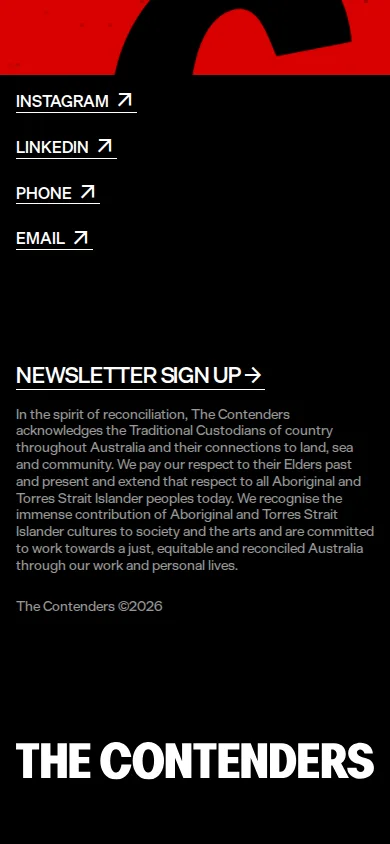 INSTAGRAM
LINKEDIN
PHONE
EMAIL
NEWSLETTER SIGN UP
In the spirit of reconciliation, The Contenders
acknowledges the Traditional Custodians of country
throughout Australia and their connections to land, sea
and community. We pay our respect to their Elders past
and present and extend that respect to all Aboriginal and
Torres Strait Islander peoples today. We recognise the
immense contribution of Aboriginal and Torres Strait
Islander cultures to society and the arts and are committed
to work towards a just, equitable and reconciled Australia
through our work and personal lives.
The Contenders ©2026
THE CONTENDERS